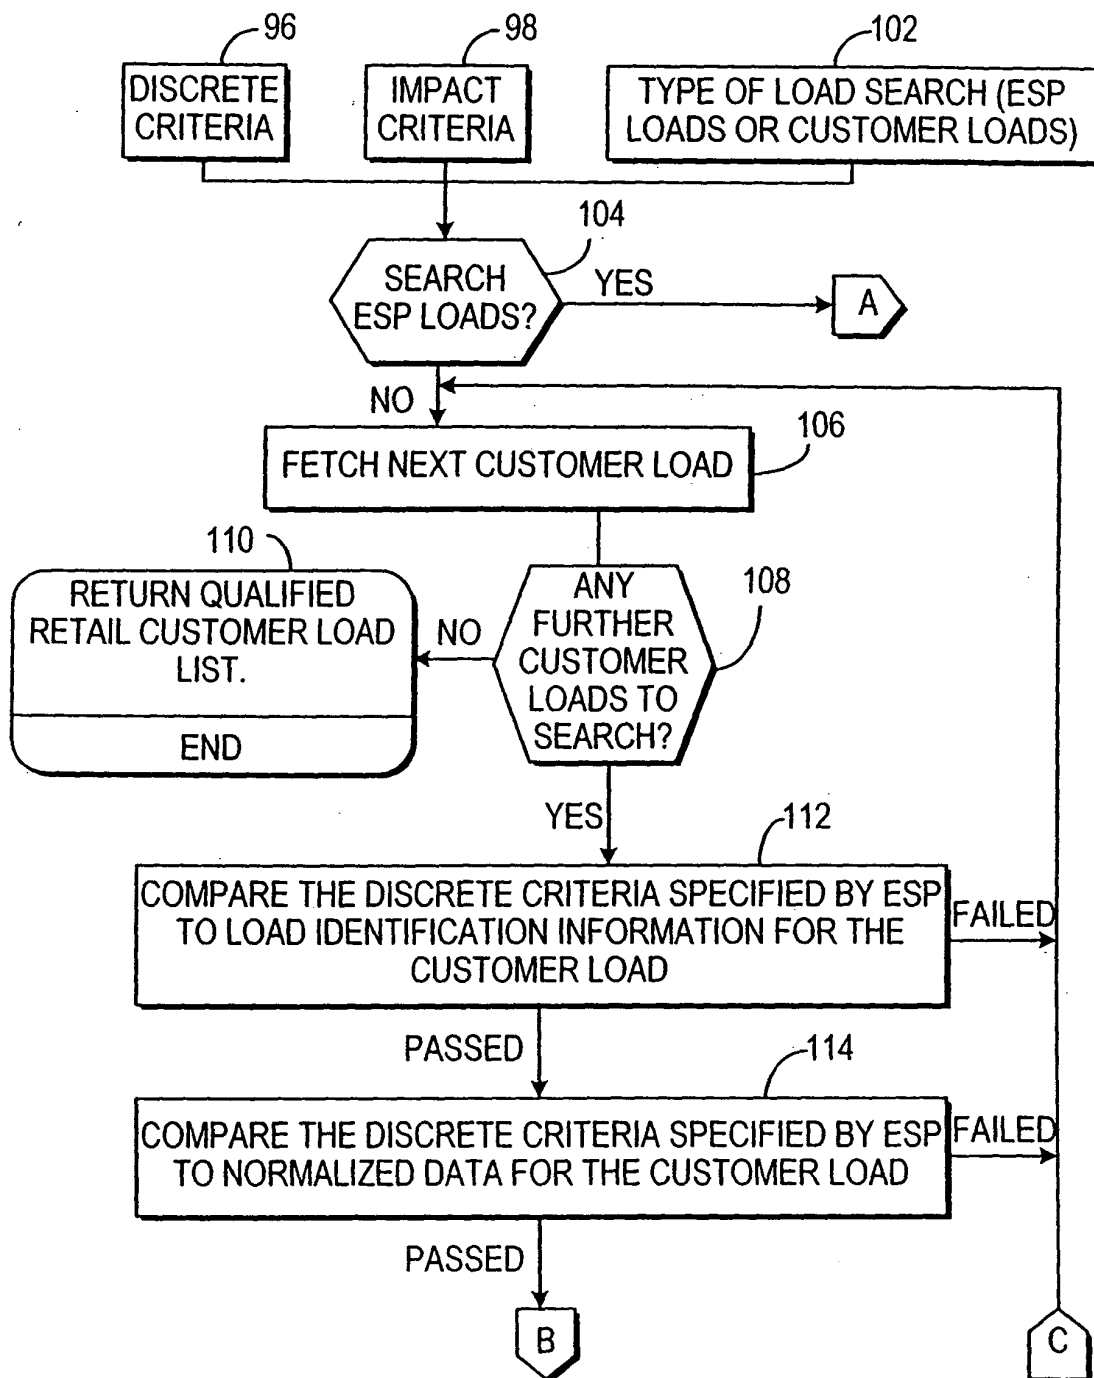 96
98
102
DISCRETE
CRITERIA
IMPACT
CRITERIA
TYPE OF LOAD SEARCH (ESP
LOADS OR CUSTOMER LOADS)
104
SEARCH
ESP LOADS?
YES
A
NO
106
FETCH NEXT CUSTOMER LOAD
110
RETURN QUALIFIED
RETAIL CUSTOMER LOAD
LIST.
END
NO
108
ANY
FURTHER
CUSTOMER
LOADS TO
SEARCH?
YES
112
COMPARE THE DISCRETE CRITERIA SPECIFIED BY ESP
TO LOAD IDENTIFICATION INFORMATION FOR THE
CUSTOMER LOAD
FAILED
PASSED
114
COMPARE THE DISCRETE CRITERIA SPECIFIED BY ESP
TO NORMALIZED DATA FOR THE CUSTOMER LOAD
FAILED
PASSED
B
C